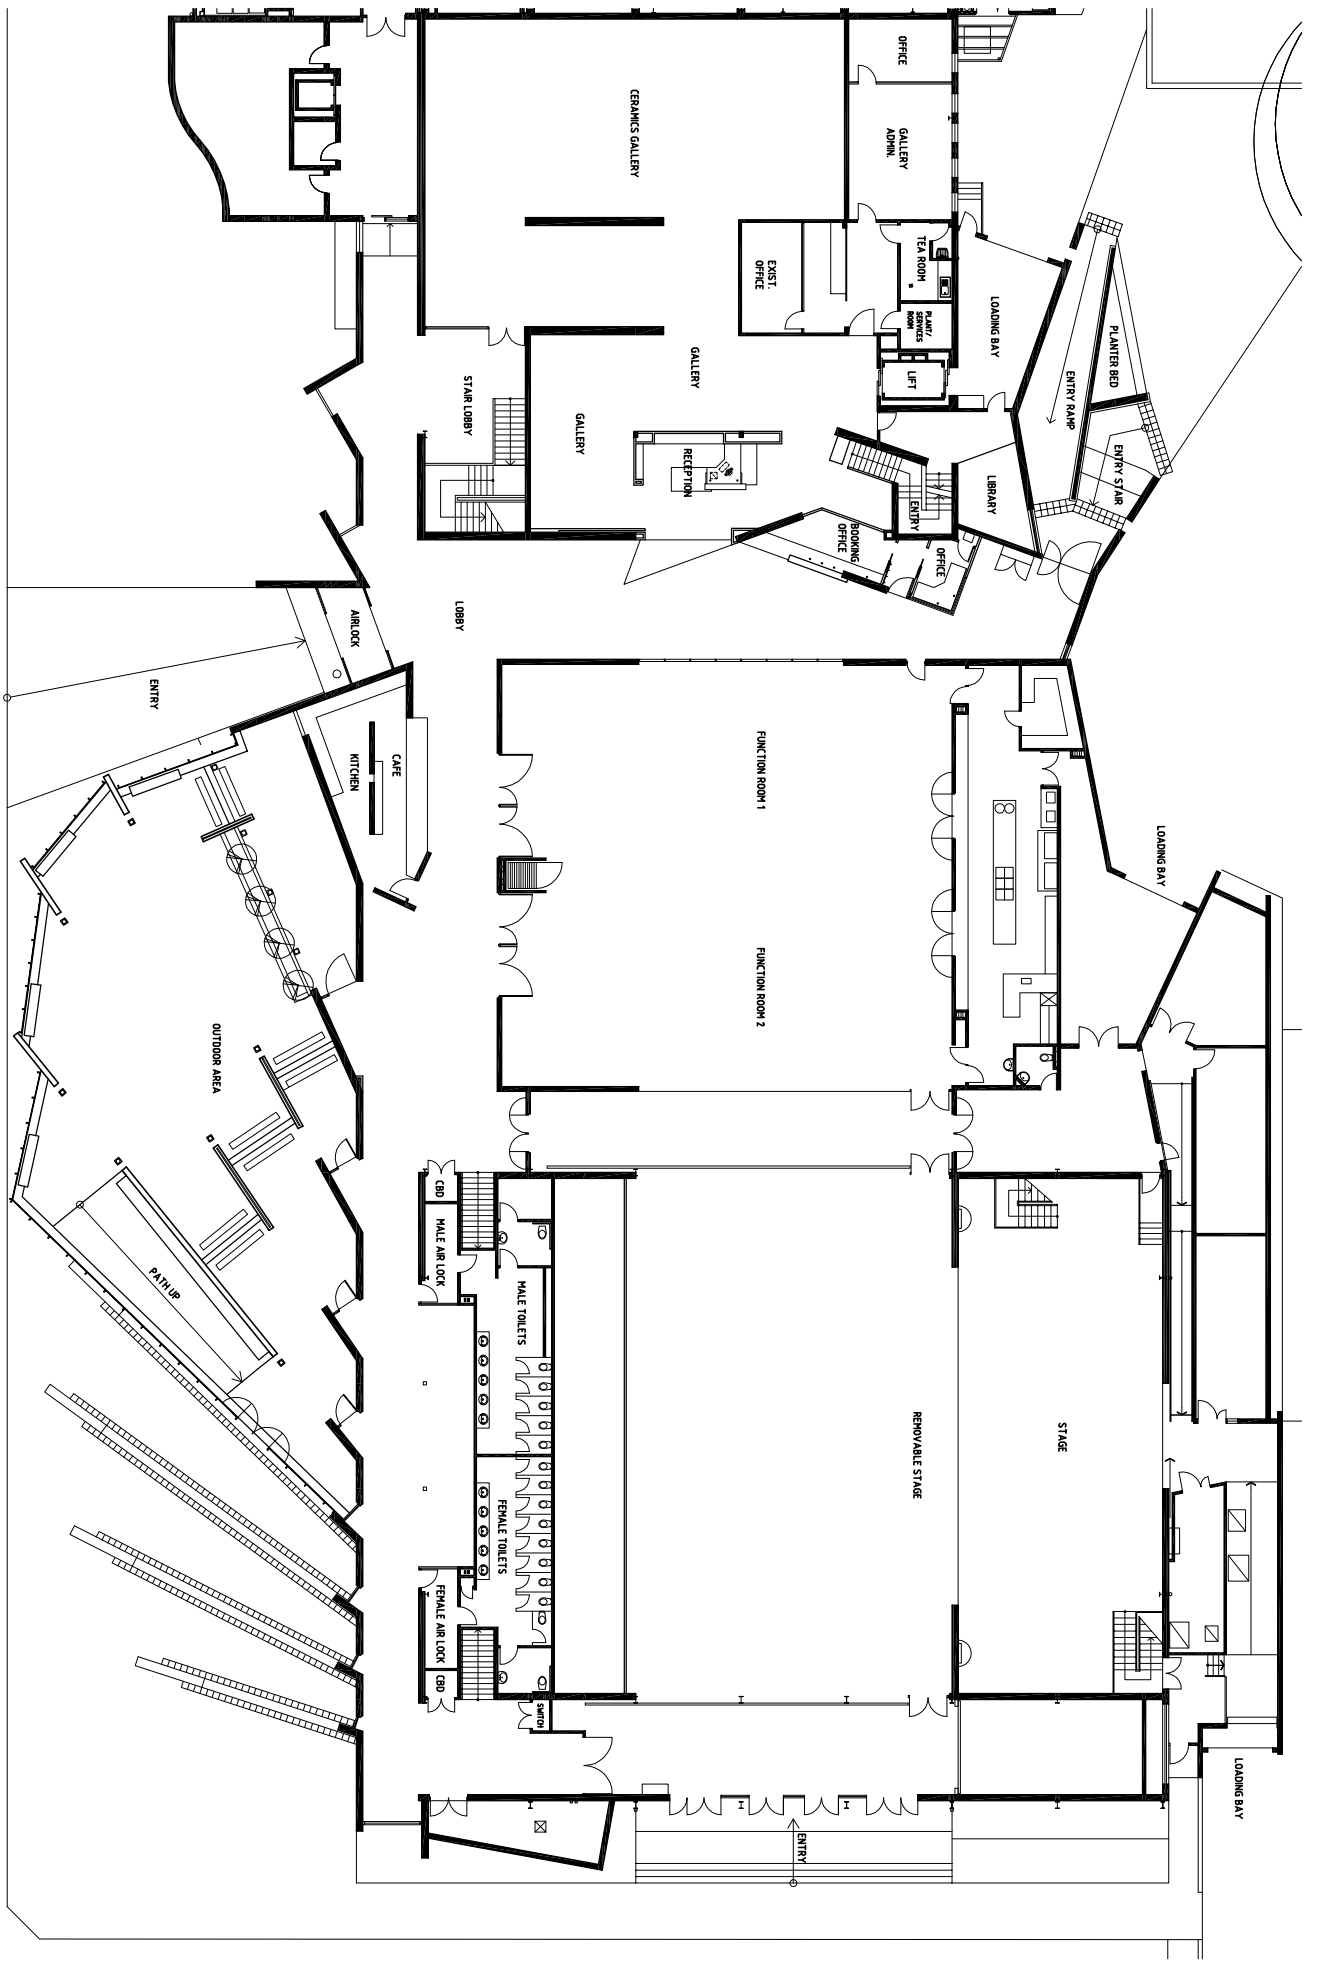 OFFICE
CERAMICS GALLERY
GALLERY
ADMIN.
TEA ROOM
EXIST.
OFFICE
LOADING BAY
PLANT/
SERVICES
ROOM
PLANTER BED
GALLERY
LIFT
ENTRY RAMP
STAIR LOBBY
GALLERY
RECEPTION
LIBRARY
ENTRY STAIR
ENTRY
BOOKING
OFFICE
OFFICE
LOBBY
AIRLOCK
ENTRY
KITCHEN
CAFE
FUNCTION ROOM 1
LOADING BAY
FUNCTION ROOM 2
OUTDOOR AREA
CBD
MALE AIR LOCK
PATH UP
MALE TOILETS
REMOVABLE STAGE
STAGE
FEMALE TOILETS
FEMALE AIR LOCK
CBD
SWITCH
LOADING BAY
ENTRY